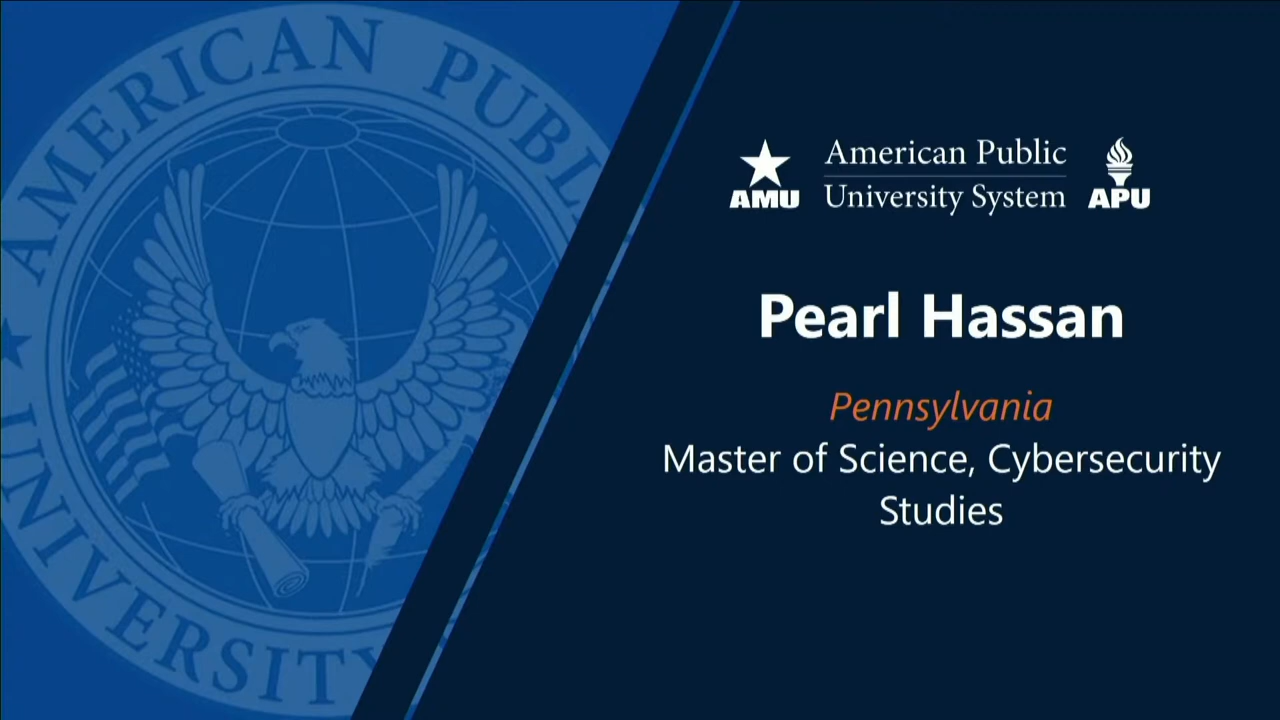 AMERICAN PUBLIC
UNIVERSITY
American Public
University System
AMU
APU
Pearl Hassan
Pennsylvania
Master of Science, Cybersecurity
Studies